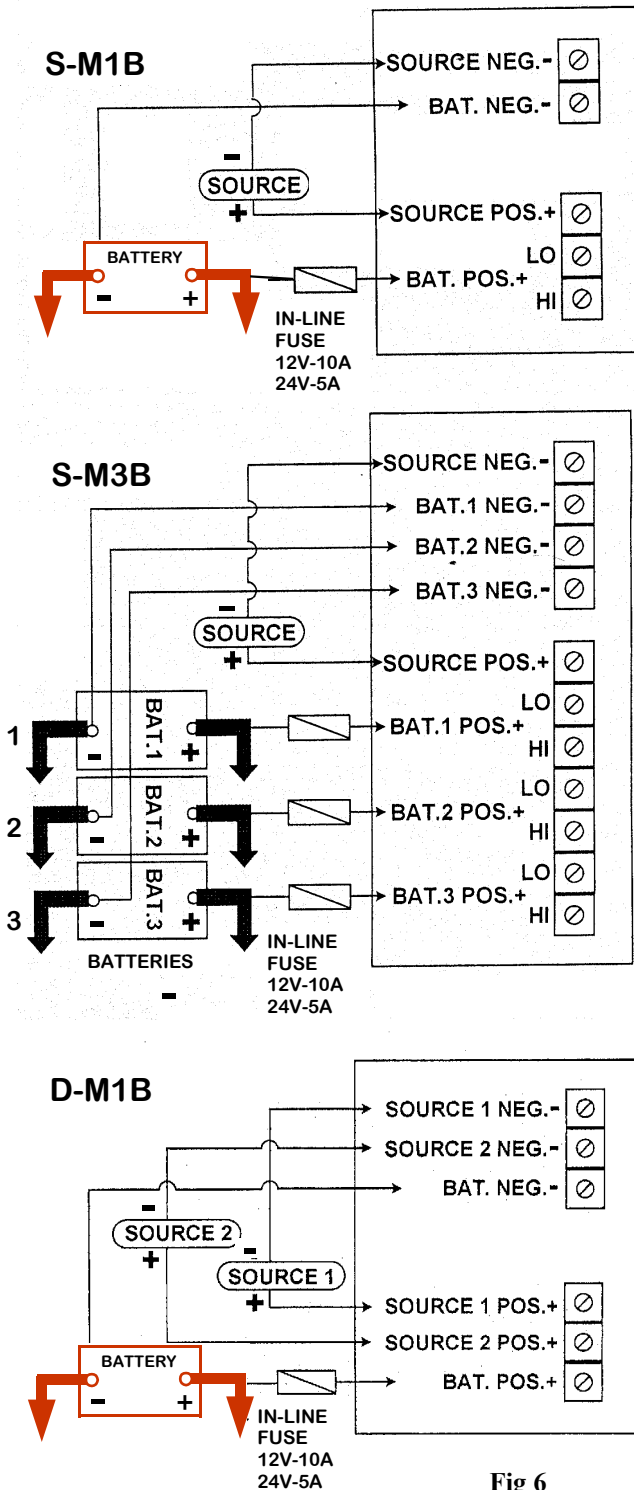 S-M1B
SOURCE NEG.-
BAT. NEG.-
-
SOURCE
+
SOURCE POS.+
LO
BAT. POS.+
HI
BATTERY
- +
IN-LINE
FUSE
12V-10A
24V-5A
S-M3B
SOURCE NEG.-
BAT.1 NEG.-
BAT.2 NEG.-
BAT.3 NEG.-
-
SOURCE
+
SOURCE POS.+
LO
BAT.1 POS.+
HI
LO
BAT.2 POS.+
HI
LO
BAT.3 POS.+
HI
1
- BAT.1 +
2
- BAT.2 +
3
- BAT.3 +
BATTERIES
-
IN-LINE
FUSE
12V-10A
24V-5A
D-M1B
SOURCE 1 NEG.-
SOURCE 2 NEG.-
BAT. NEG.-
-
SOURCE 2
+
-
SOURCE 1
+
SOURCE 1 POS.+
SOURCE 2 POS.+
BAT. POS.+
BATTERY
- +
IN-LINE
FUSE
12V-10A
24V-5A
Fig 6